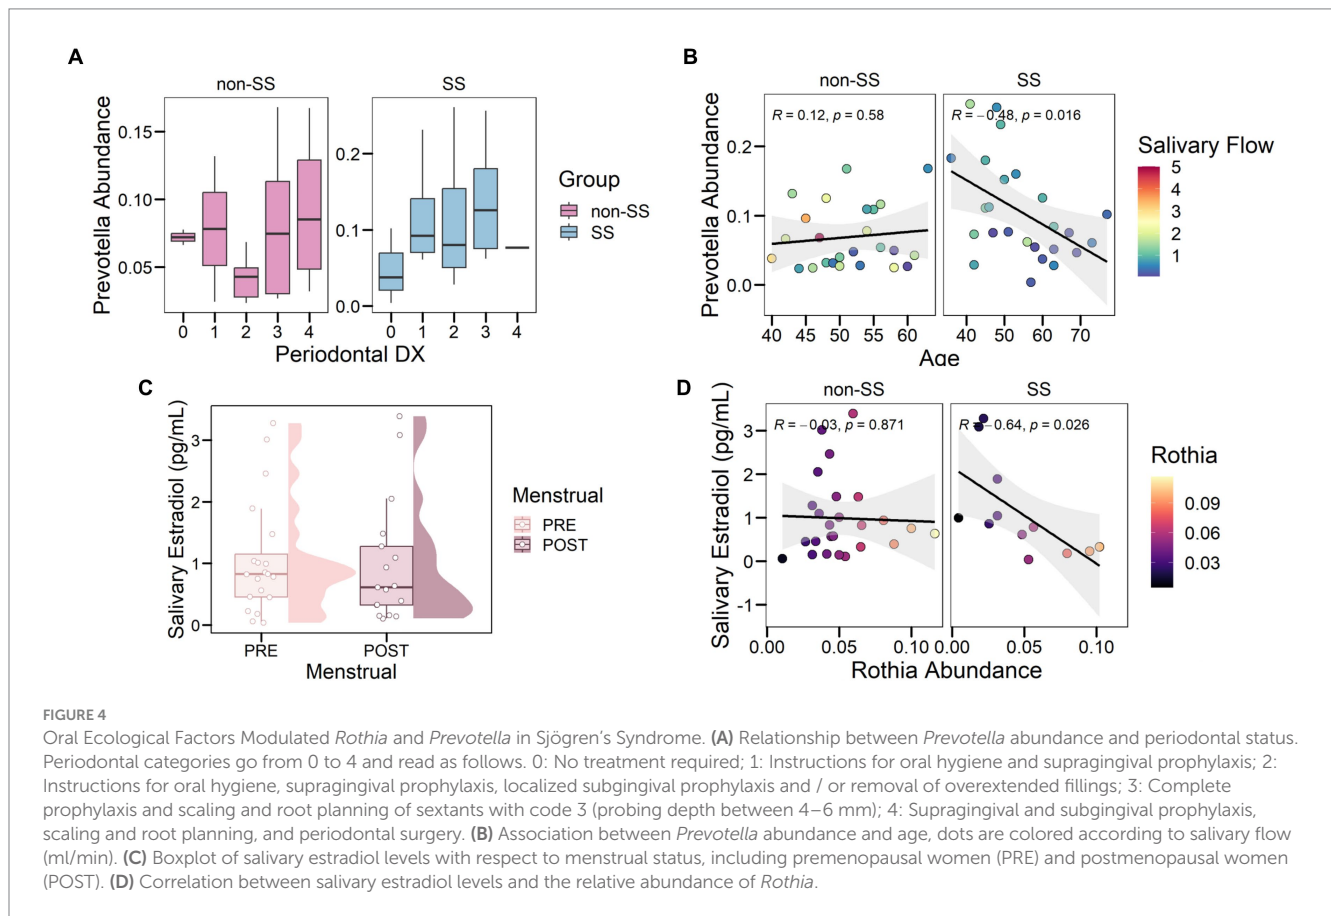 A
non-SS
SS
Prevotella Abundance
0.15
0.10
0.05
0.2
0.1
0.0
0 1 2 3 4
0 1 2 3 4
Periodontal DX
Group
non-SS
SS
B
non-SS
SS
Prevotella Abundance
0.2
0.1
0.0
R = 0.12, p = 0.58
R = −0.48, p = 0.016
40 45 50 55 60
40 50 60 70
Age
Salivary Flow
5
4
3
2
1
C
Salivary Estradiol (pg/mL)
3
2
1
0
PRE POST
Menstrual
Menstrual
PRE
POST
D
non-SS
SS
Salivary Estradiol (pg/mL)
3
2
1
0
-1
R = −0.03, p = 0.871
R = −0.64, p = 0.026
0.00 0.05 0.10
0.00 0.05 0.10
Rothia Abundance
Rothia
0.09
0.06
0.03
FIGURE 4
Oral Ecological Factors Modulated Rothia and Prevotella in Sjögren's Syndrome. (A) Relationship between Prevotella abundance and periodontal status.
Periodontal categories go from 0 to 4 and read as follows. 0: No treatment required; 1: Instructions for oral hygiene and supragingival prophylaxis; 2:
Instructions for oral hygiene, supragingival prophylaxis, localized subgingival prophylaxis and / or removal of overextended fillings; 3: Complete
prophylaxis and scaling and root planning of sextants with code 3 (probing depth between 4–6 mm); 4: Supragingival and subgingival prophylaxis,
scaling and root planning, and periodontal surgery. (B) Association between Prevotella abundance and age, dots are colored according to salivary flow
(ml/min). (C) Boxplot of salivary estradiol levels with respect to menstrual status, including premenopausal women (PRE) and postmenopausal women
(POST). (D) Correlation between salivary estradiol levels and the relative abundance of Rothia.